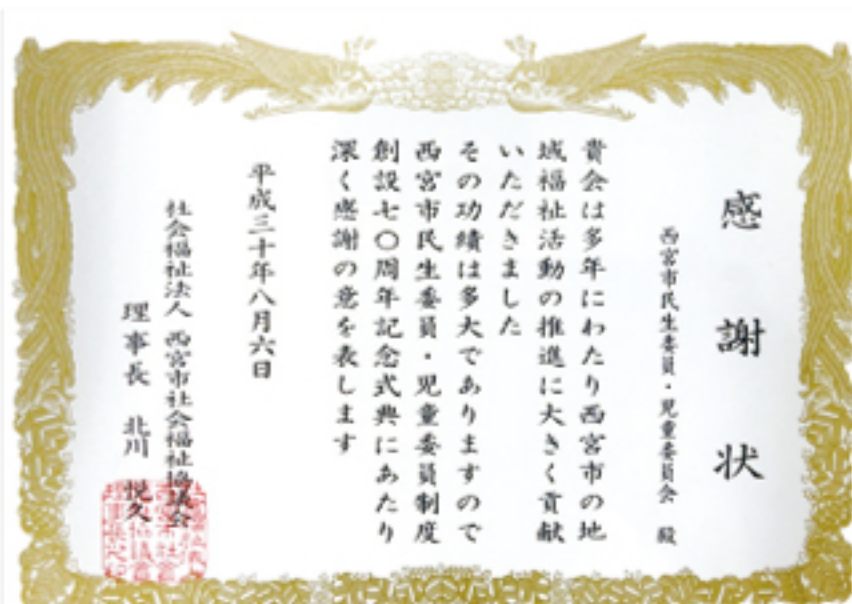 感謝状
西宮市民生委員・児童委員会 殿
貴会は多年にわたり西宮市の地
域福祉活動の推進に大きく貢献
いただきました
その功績は多大でありますので
西宮市民生委員・児童委員制度
創設七〇周年記念式典にあたり
深く感謝の意を表します
平成三十年八月六日
社会福祉法人 西宮市社会福祉協議会
理事長 北川 悦久